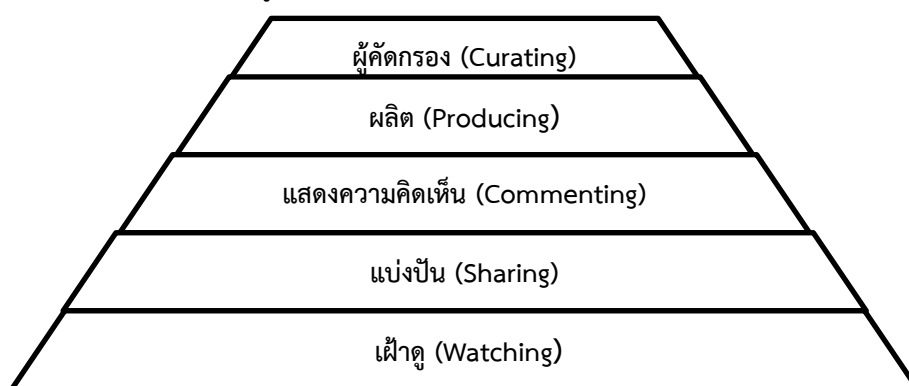 ผู้คัดกรอง (Curating)
ผลิต (Producing)
แสดงความคิดเห็น (Commenting)
แบ่งปัน (Sharing)
เฝ้าดู (Watching)